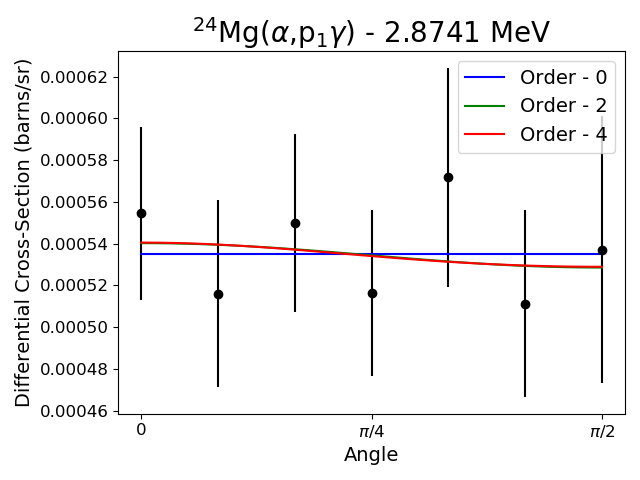 ²⁴Mg(α,p₁γ) - 2.8741 MeV
Differential Cross-Section (barns/sr)
0.00062
0.00060
0.00058
0.00056
0.00054
0.00052
0.00050
0.00048
0.00046
Order - 0
Order - 2
Order - 4
0
π/4
π/2
Angle